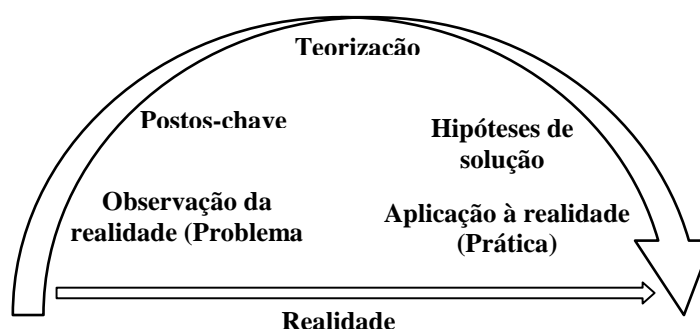 Teorização
Postos-chave
Hipóteses de
solução
Observação da
realidade (Problema
Aplicação à realidade
(Prática)
Realidade